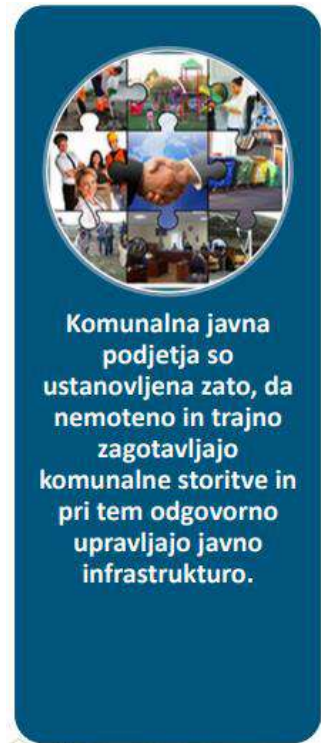 Komunalna javna
podjetja so
ustanovljena zato, da
nemoteno in trajno
zagotavljajo
komunalne storitve in
pri tem odgovorno
upravljajo javno
infrastrukturo.